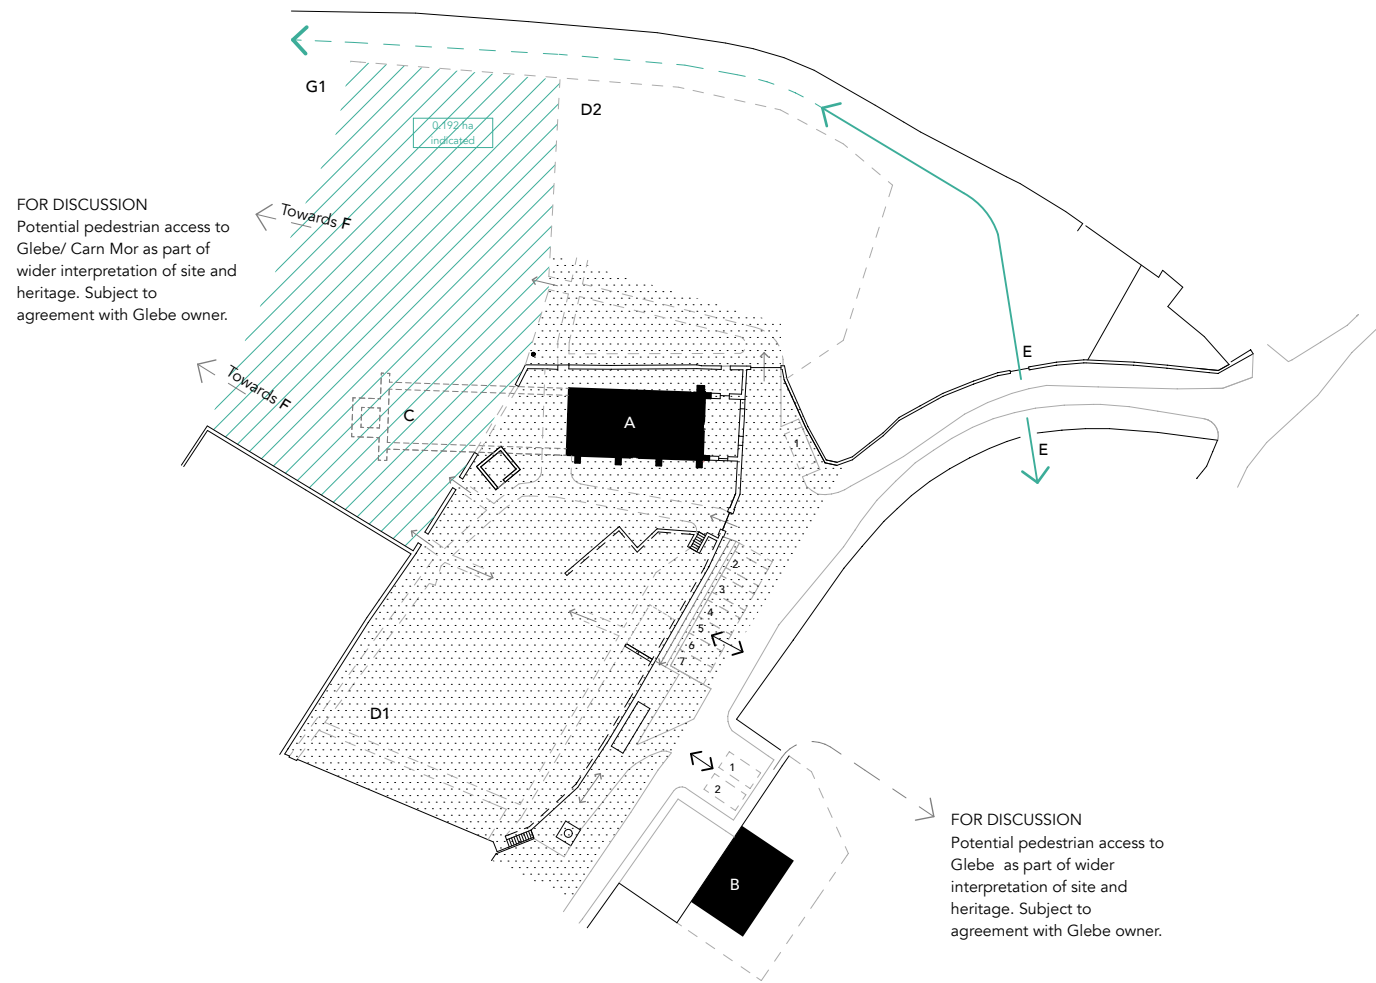 G1
D2
0.192 ha
indicated
FOR DISCUSSION
Potential pedestrian access to
Glebe/ Carn Mor as part of
wider interpretation of site and
heritage. Subject to
agreement with Glebe owner.
Towards F
Towards F
E
E
C
A
1
2
3
4
5
6
7
D1
1
2
B
FOR DISCUSSION
Potential pedestrian access to
Glebe  as part of wider
interpretation of site and
heritage. Subject to
agreement with Glebe owner.